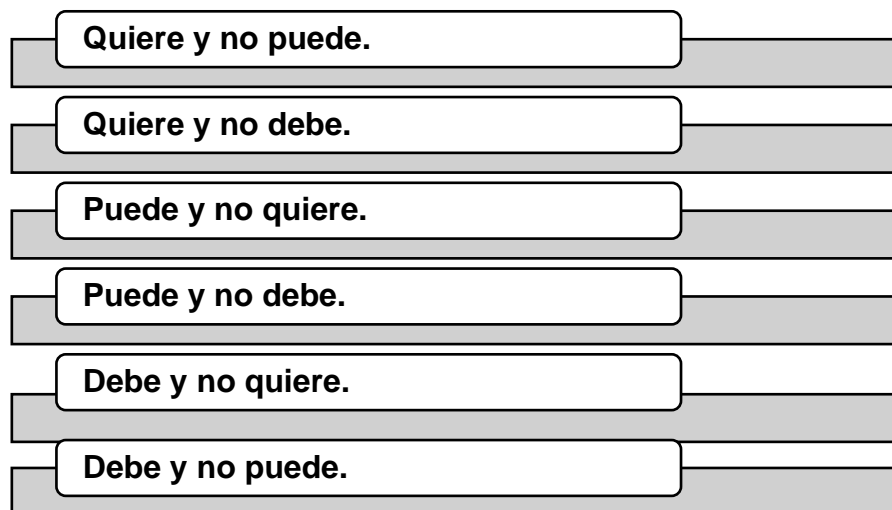 Quiere y no puede.
Quiere y no debe.
Puede y no quiere.
Puede y no debe.
Debe y no quiere.
Debe y no puede.